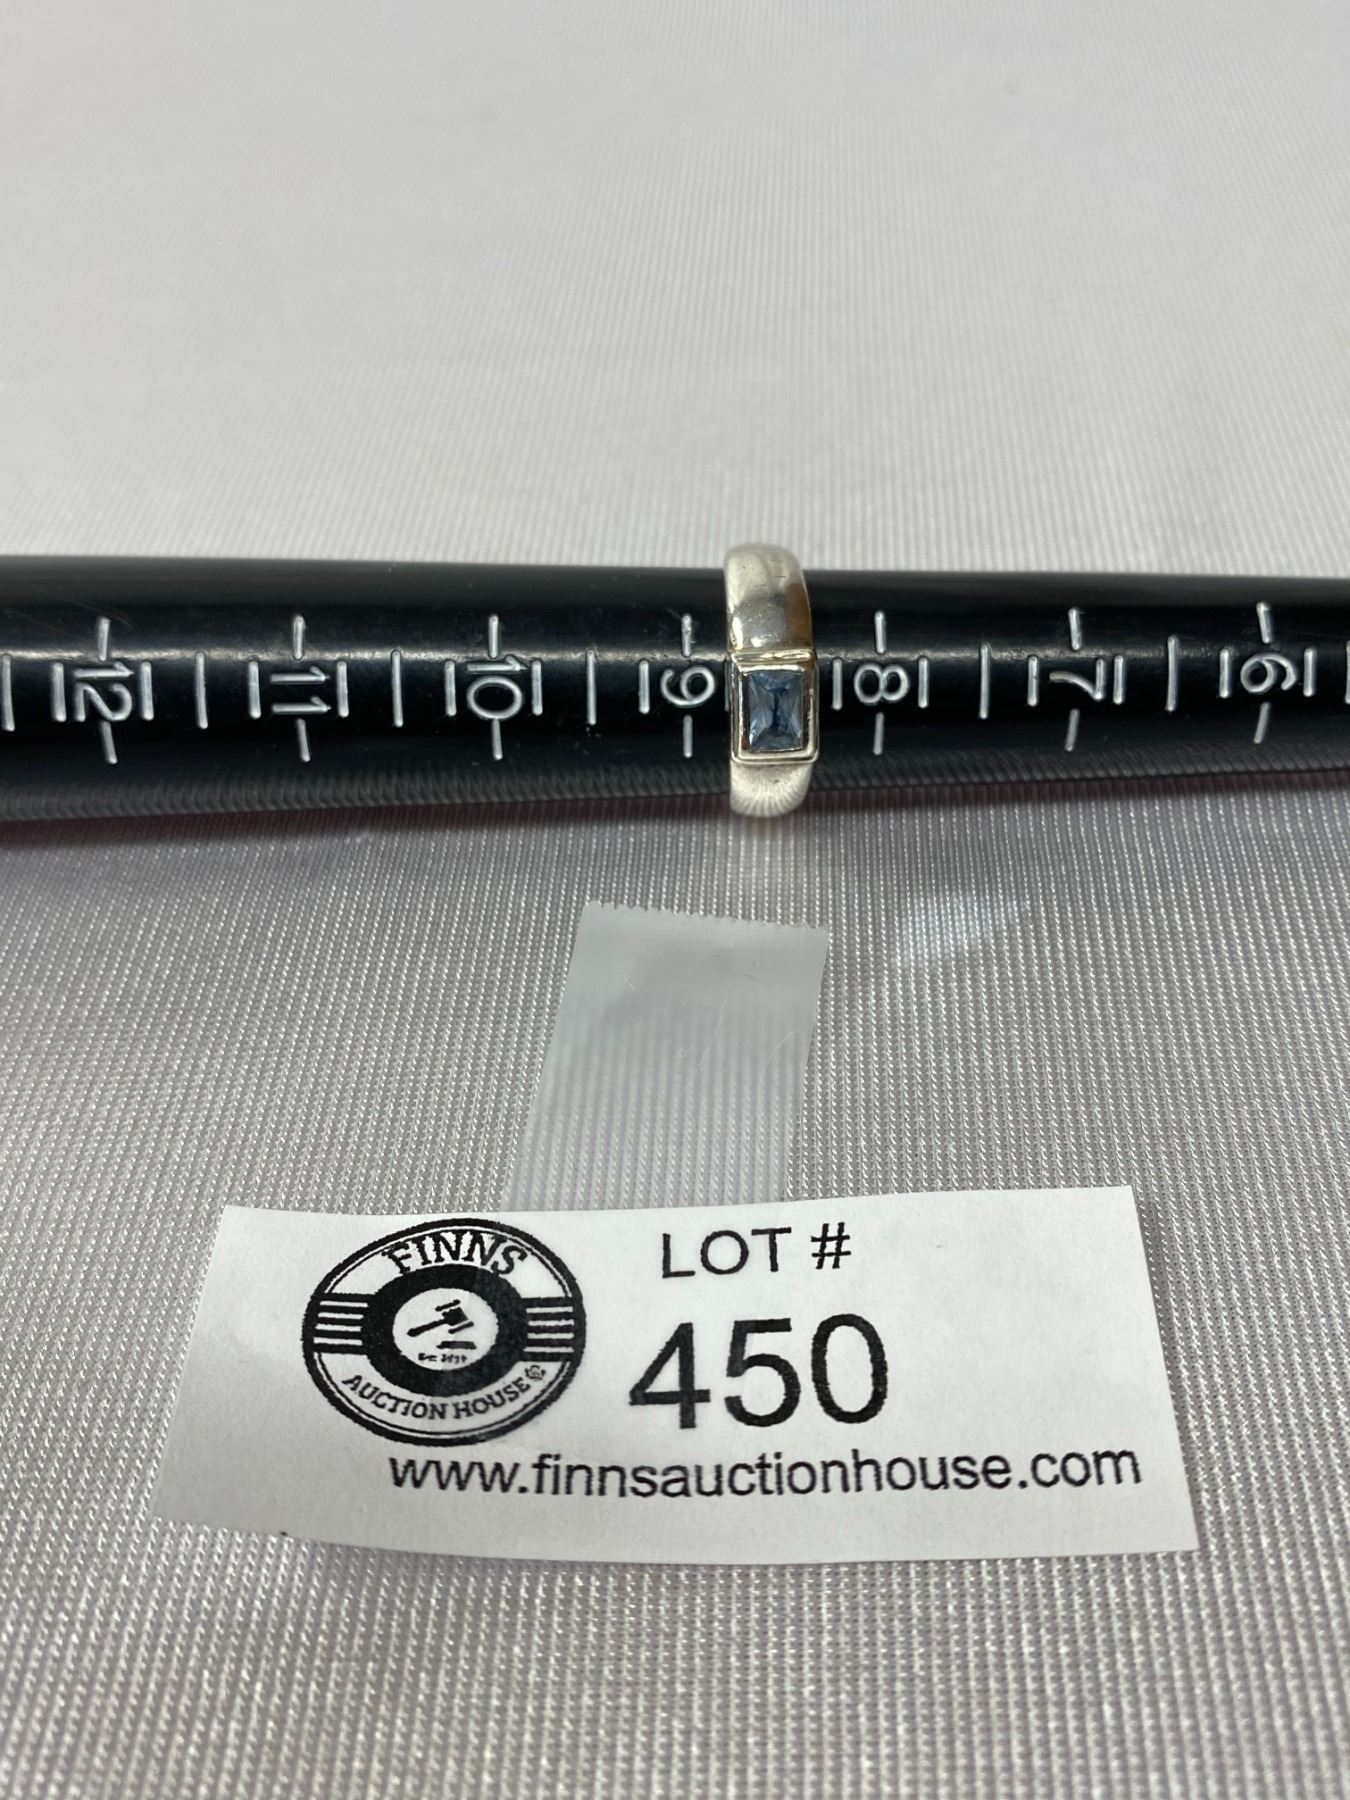 12 11 10 9 8 7 6
FINNS
AUCTION HOUSE
LOT #
450
www.finnsauctionhouse.com